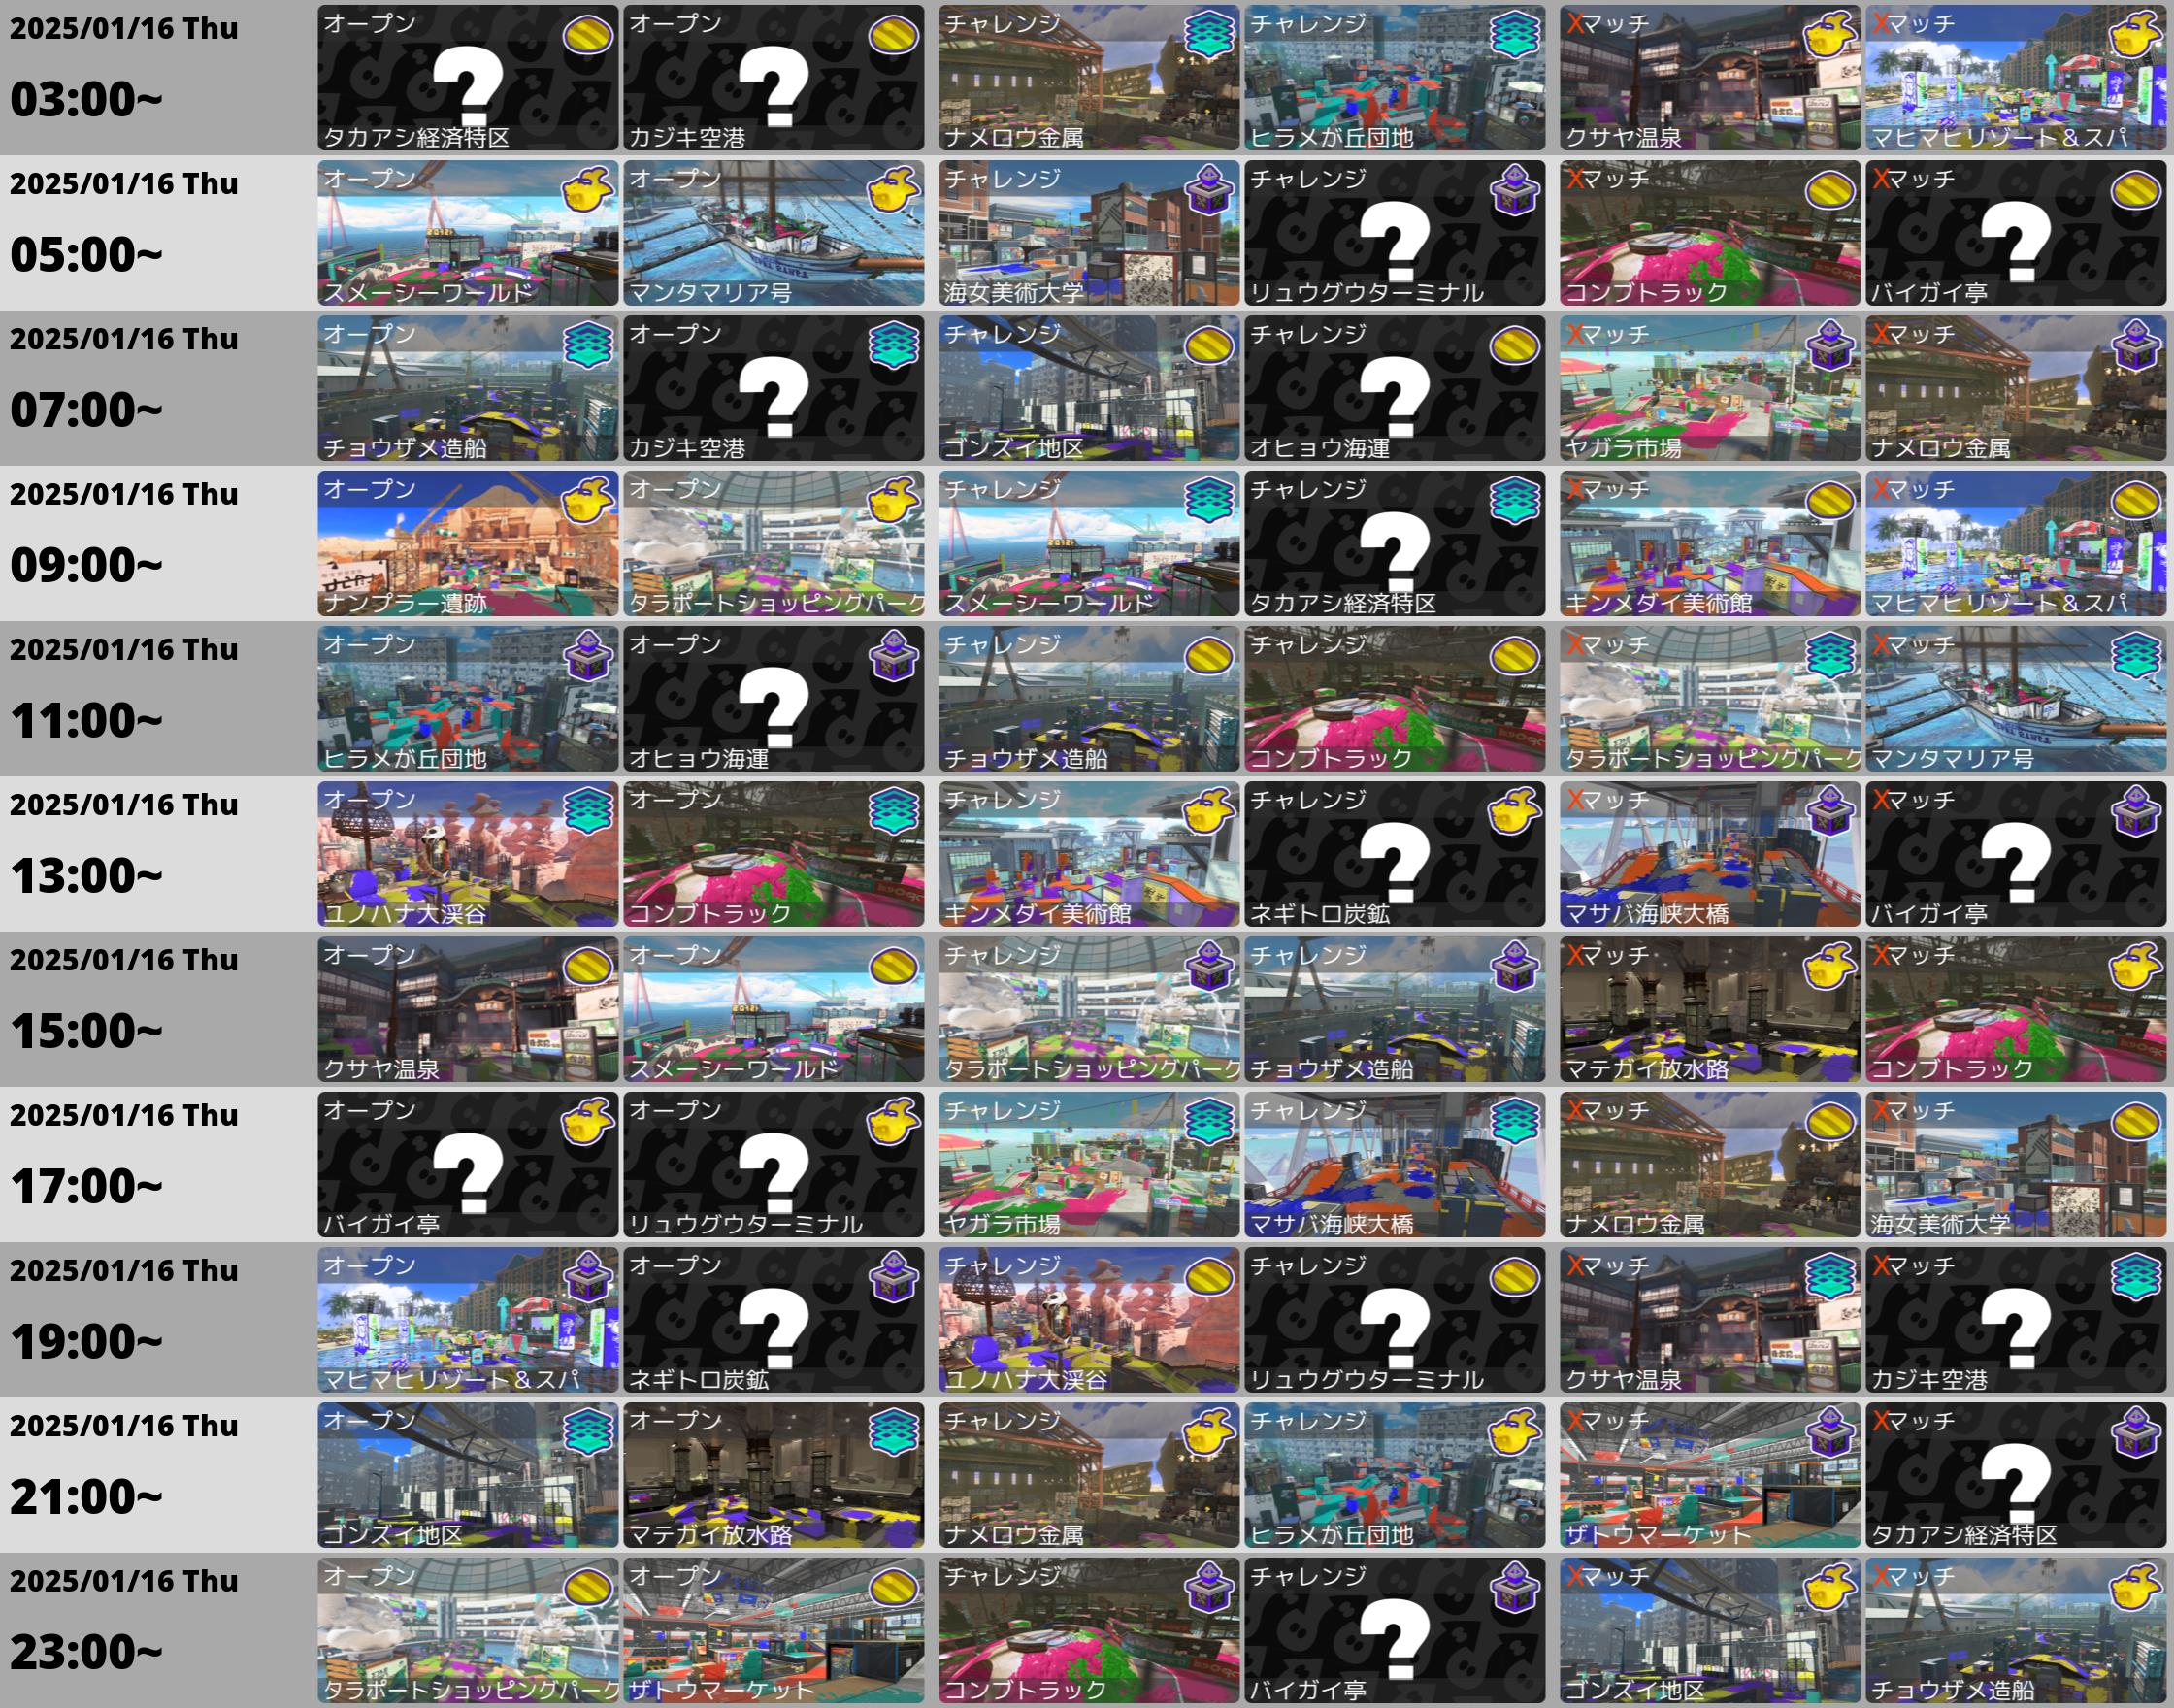 2025/01/16 Thu
03:00~
オープン
タカアシ経済特区
オープン
カジキ空港
チャレンジ
ナメロウ金属
チャレンジ
ヒラメが丘団地
Xマッチ
クサヤ温泉
Xマッチ
マヒマヒリゾート＆スパ
2025/01/16 Thu
05:00~
オープン
スメーシーワールド
オープン
マンタマリア号
チャレンジ
海女美術大学
チャレンジ
リュウグウターミナル
Xマッチ
コンブトラック
Xマッチ
バイガイ亭
2025/01/16 Thu
07:00~
オープン
チョウザメ造船
オープン
カジキ空港
チャレンジ
ゴンズイ地区
チャレンジ
オヒョウ海運
Xマッチ
ヤガラ市場
Xマッチ
ナメロウ金属
2025/01/16 Thu
09:00~
オープン
ナンプラー遺跡
オープン
タラポートショッピングパーク
チャレンジ
スメーシーワールド
チャレンジ
タカアシ経済特区
Xマッチ
キンメダイ美術館
Xマッチ
マヒマヒリゾート＆スパ
2025/01/16 Thu
11:00~
オープン
ヒラメが丘団地
オープン
オヒョウ海運
チャレンジ
チョウザメ造船
チャレンジ
コンブトラック
Xマッチ
タラポートショッピングパーク
Xマッチ
マンタマリア号
2025/01/16 Thu
13:00~
オープン
ユノハナ大渓谷
オープン
コンブトラック
チャレンジ
キンメダイ美術館
チャレンジ
ネギトロ炭鉱
Xマッチ
マサバ海峡大橋
Xマッチ
バイガイ亭
2025/01/16 Thu
15:00~
オープン
クサヤ温泉
オープン
スメーシーワールド
チャレンジ
タラポートショッピングパーク
チャレンジ
チョウザメ造船
Xマッチ
マテガイ放水路
Xマッチ
コンブトラック
2025/01/16 Thu
17:00~
オープン
バイガイ亭
オープン
リュウグウターミナル
チャレンジ
ヤガラ市場
チャレンジ
マサバ海峡大橋
Xマッチ
ナメロウ金属
Xマッチ
海女美術大学
2025/01/16 Thu
19:00~
オープン
マヒマヒリゾート＆スパ
オープン
ネギトロ炭鉱
チャレンジ
ユノハナ大渓谷
チャレンジ
リュウグウターミナル
Xマッチ
クサヤ温泉
Xマッチ
カジキ空港
2025/01/16 Thu
21:00~
オープン
ゴンズイ地区
オープン
マテガイ放水路
チャレンジ
ナメロウ金属
チャレンジ
ヒラメが丘団地
Xマッチ
ザトウマーケット
Xマッチ
タカアシ経済特区
2025/01/16 Thu
23:00~
オープン
タラポートショッピングパーク
オープン
ザトウマーケット
チャレンジ
コンブトラック
チャレンジ
バイガイ亭
Xマッチ
ゴンズイ地区
Xマッチ
チョウザメ造船